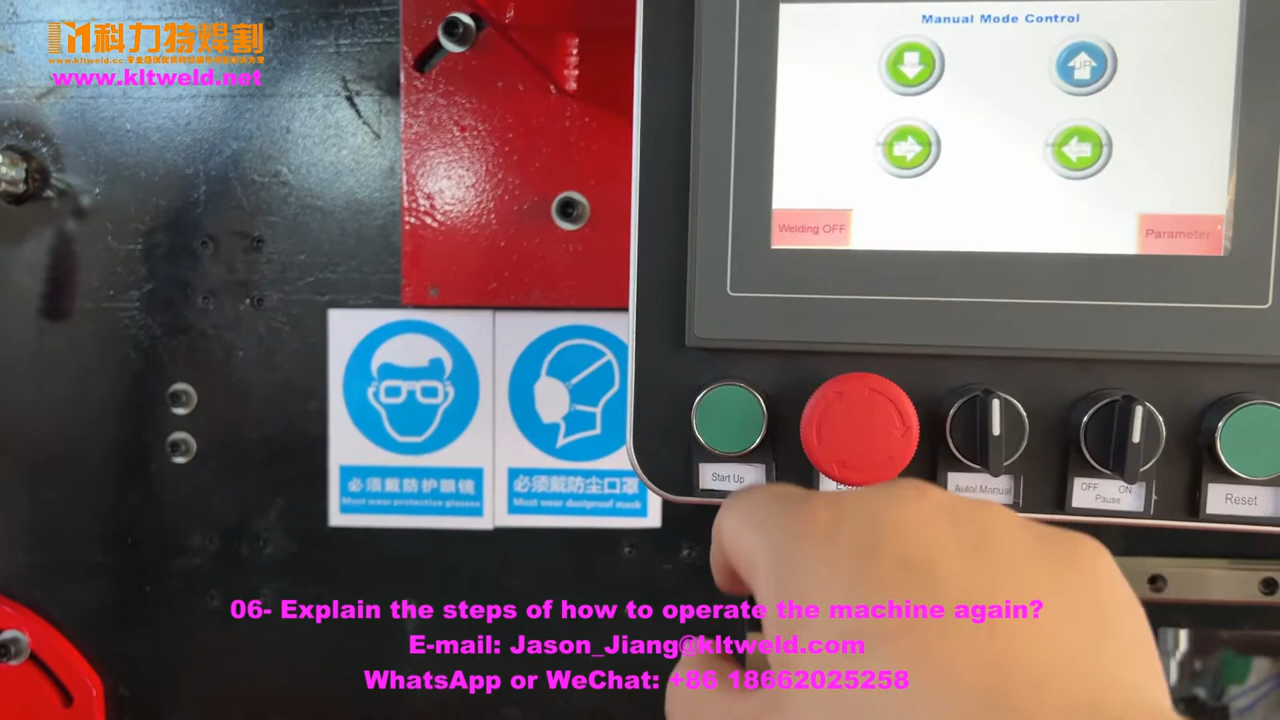 科力特焊割
www.kltweld.cc
www.kltweld.net
Manual Mode Control
UP
Welding OFF
Parameter
必须戴防护眼镜
Must wear protective glasses
必须戴防尘口罩
Must wear dustproof mask
Start Up
Auto/ Manual
OFF ON
Pause
Reset
06- Explain the steps of how to operate the machine again?
E-mail: Jason_Jiang@kltweld.com
WhatsApp or WeChat: +86 18662025258